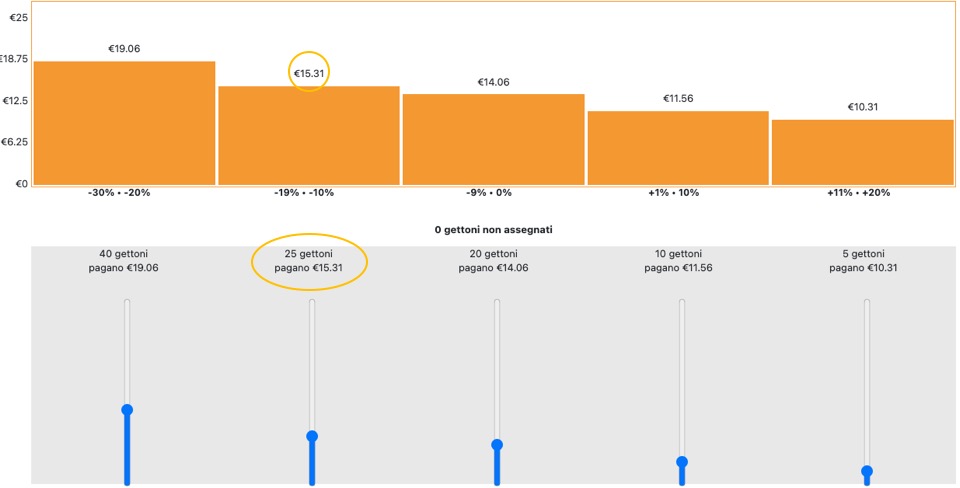 €25
€18.75
€12.5
€6.25
€0
€19.06
€15.31
€14.06
€11.56
€10.31
-30% • -20%
-19% • -10%
-9% • 0%
+1% • 10%
+11% • +20%
0 gettoni non assegnati
40 gettoni
pagano €19.06
25 gettoni
pagano €15.31
20 gettoni
pagano €14.06
10 gettoni
pagano €11.56
5 gettoni
pagano €10.31